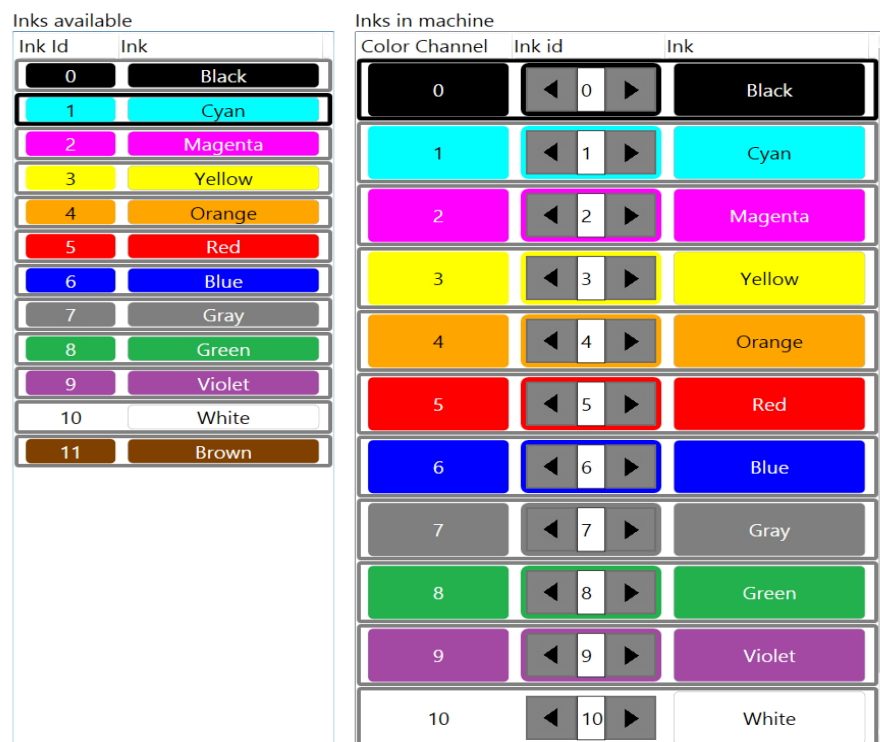 Inks available
Ink Id Ink
0 Black
1 Cyan
2 Magenta
3 Yellow
4 Orange
5 Red
6 Blue
7 Gray
8 Green
9 Violet
10 White
11 Brown
Inks in machine
Color Channel Ink id Ink
0 0 Black
1 1 Cyan
2 2 Magenta
3 3 Yellow
4 4 Orange
5 5 Red
6 6 Blue
7 7 Gray
8 8 Green
9 9 Violet
10 10 White